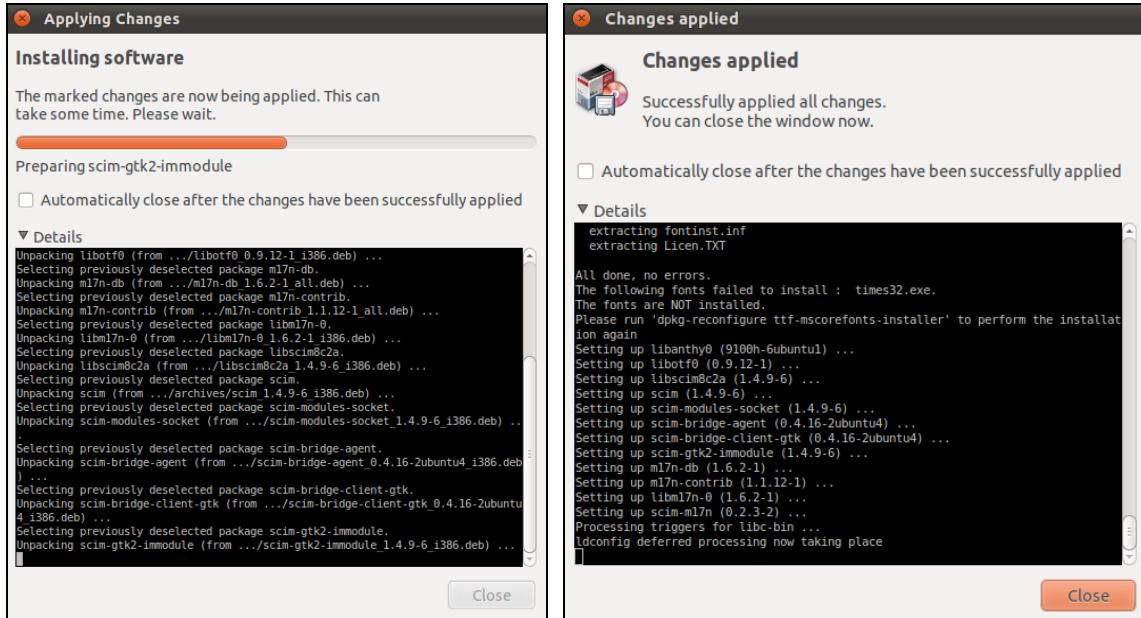 Applying Changes
Installing software
The marked changes are now being applied. This can
take some time. Please wait.
Preparing scim-gtk2-immodule
Automatically close after the changes have been successfully applied
Details
Unpacking libotf0 (from .../libotf0_0.9.12-1_i386.deb) ...
Selecting previously deselected package m17n-db.
Unpacking m17n-db (from .../m17n-db_1.6.2-1_all.deb) ...
Selecting previously deselected package m17n-contrib.
Unpacking m17n-contrib (from .../m17n-contrib_1.1.12-1_all.deb) ...
Selecting previously deselected package libm17n-0.
Unpacking libm17n-0 (from .../libm17n-0_1.6.2-1_i386.deb) ...
Selecting previously deselected package libscim8c2a.
Unpacking libscim8c2a (from .../libscim8c2a_1.4.9-6_i386.deb) ...
Selecting previously deselected package scim.
Unpacking scim (from .../archives/scim_1.4.9-6_i386.deb) ...
Selecting previously deselected package scim-modules-socket.
Unpacking scim-modules-socket (from .../scim-modules-socket_1.4.9-6_i386.deb) ..
.
Selecting previously deselected package scim-bridge-agent.
Unpacking scim-bridge-agent (from .../scim-bridge-agent_0.4.16-2ubuntu4_i386.deb
) ...
Selecting previously deselected package scim-bridge-client-gtk.
Unpacking scim-bridge-client-gtk (from .../scim-bridge-client-gtk_0.4.16-2ubuntu
4_i386.deb) ...
Selecting previously deselected package scim-gtk2-immodule.
Unpacking scim-gtk2-immodule (from .../scim-gtk2-immodule_1.4.9-6_i386.deb) ...
Close
Changes applied
Changes applied
Successfully applied all changes.
You can close the window now.
Automatically close after the changes have been successfully applied
Details
extracting fontinst.inf
extracting Licen.TXT
All done, no errors.
The following fonts failed to install :  times32.exe.
The fonts are NOT installed.
Please run 'dpkg-reconfigure ttf-mscorefonts-installer' to perform the installat
ion again
Setting up libanthy0 (9100h-6ubuntu1) ...
Setting up libotf0 (0.9.12-1) ...
Setting up libscim8c2a (1.4.9-6) ...
Setting up scim (1.4.9-6) ...
Setting up scim-modules-socket (1.4.9-6) ...
Setting up scim-bridge-agent (0.4.16-2ubuntu4) ...
Setting up scim-bridge-client-gtk (0.4.16-2ubuntu4) ...
Setting up scim-gtk2-immodule (1.4.9-6) ...
Setting up m17n-db (1.6.2-1) ...
Setting up m17n-contrib (1.1.12-1) ...
Setting up libm17n-0 (1.6.2-1) ...
Setting up scim-m17n (0.2.3-2) ...
Processing triggers for libc-bin ...
ldconfig deferred processing now taking place
Close